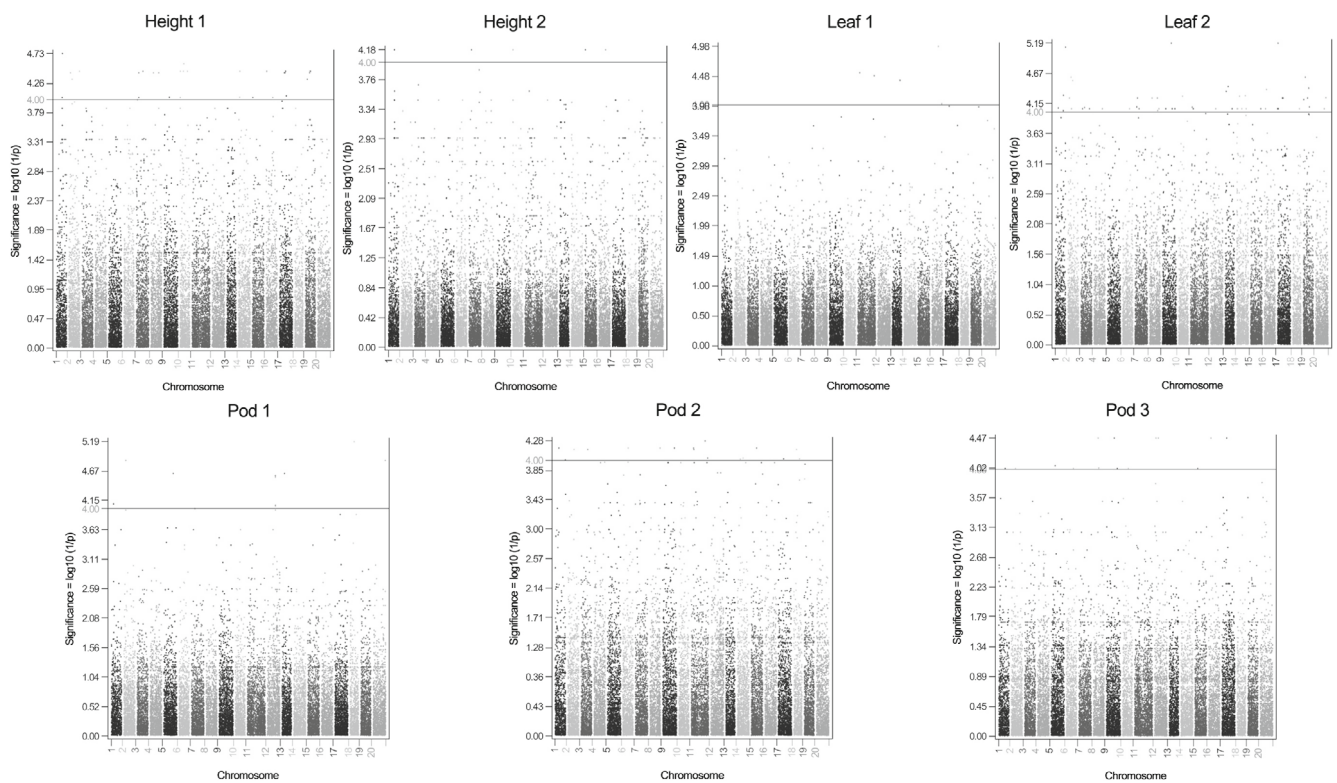 Height 1
Height 2
Leaf 1
Leaf 2
Significance = log10 (1/p)
4.73
4.26
4.00
3.79
3.31
2.84
2.37
1.89
1.42
0.95
0.47
0.00
1 2 3 4 5 6 7 8 9 10 11 12 13 14 15 16 17 18 19 20
Chromosome
Significance = log10 (1/p)
4.18
4.00
3.76
3.34
2.93
2.51
2.09
1.67
1.25
0.84
0.42
0.00
1 2 3 4 5 6 7 8 9 10 11 12 13 14 15 16 17 18 19 20
Chromosome
Significance = log10 (1/p)
4.98
4.48
3.98
3.49
2.99
2.49
1.99
1.49
1.00
0.50
0.00
1 2 3 4 5 6 7 8 9 10 11 12 13 14 15 16 17 18 19 20
Chromosome
Significance = log10 (1/p)
5.19
4.67
4.15
4.00
3.63
3.11
2.59
2.08
1.56
1.04
0.52
0.00
1 2 3 4 5 6 7 8 9 10 11 12 13 14 15 16 17 18 19 20
Chromosome
Pod 1
Pod 2
Pod 3
Significance = log10 (1/p)
5.19
4.67
4.15
4.00
3.63
3.11
2.59
2.08
1.56
1.04
0.52
0.00
1 2 3 4 5 6 7 8 9 10 11 12 13 14 15 16 17 18 19 20
Chromosome
Significance = log10 (1/p)
4.28
4.00
3.85
3.43
3.00
2.57
2.14
1.71
1.28
0.86
0.43
0.00
1 2 3 4 5 6 7 8 9 10 11 12 13 14 15 16 17 18 19 20
Chromosome
Significance = log10 (1/p)
4.47
4.02
3.57
3.13
2.68
2.23
1.79
1.34
0.89
0.45
0.00
1 2 3 4 5 6 7 8 9 10 11 12 13 14 15 16 17 18 19 20
Chromosome